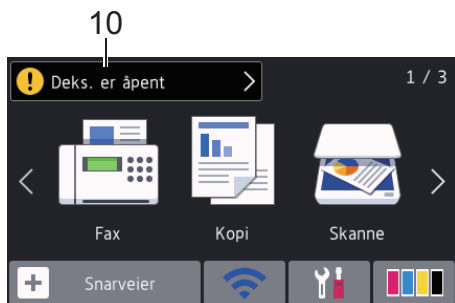 10
Deks. er åpent
1 / 3
Fax Kopi Skanne
Snarveier